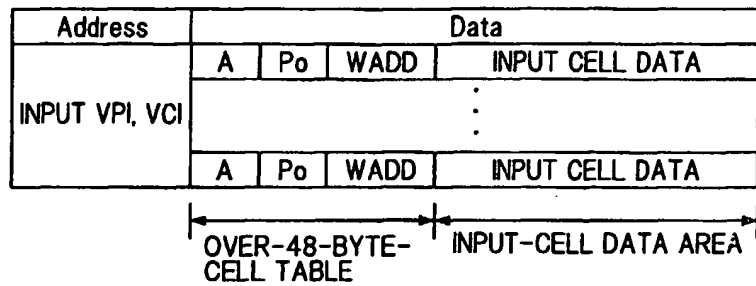 Address Data
A Po WADD INPUT CELL DATA
INPUT VPI, VCI
A Po WADD INPUT CELL DATA
OVER-48-BYTE-
CELL TABLE
INPUT-CELL DATA AREA